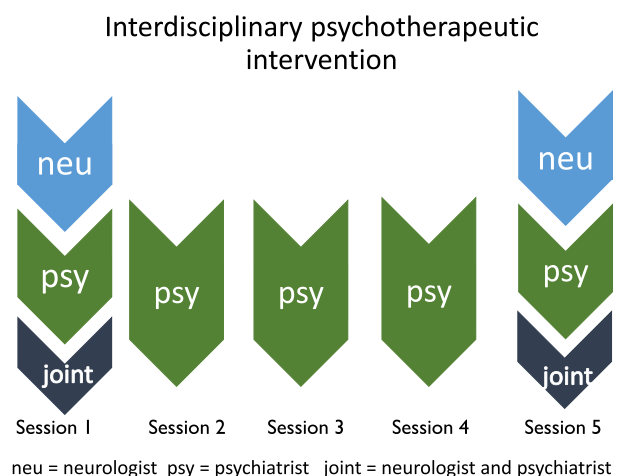 Interdisciplinary psychotherapeutic
intervention
neu
psy
joint
psy
psy
psy
neu
psy
joint
Session 1
Session 2
Session 3
Session 4
Session 5
neu = neurologist psy = psychiatrist joint = neurologist and psychiatrist